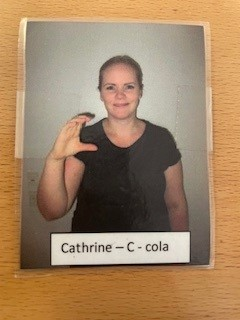 Cathrine – C - cola